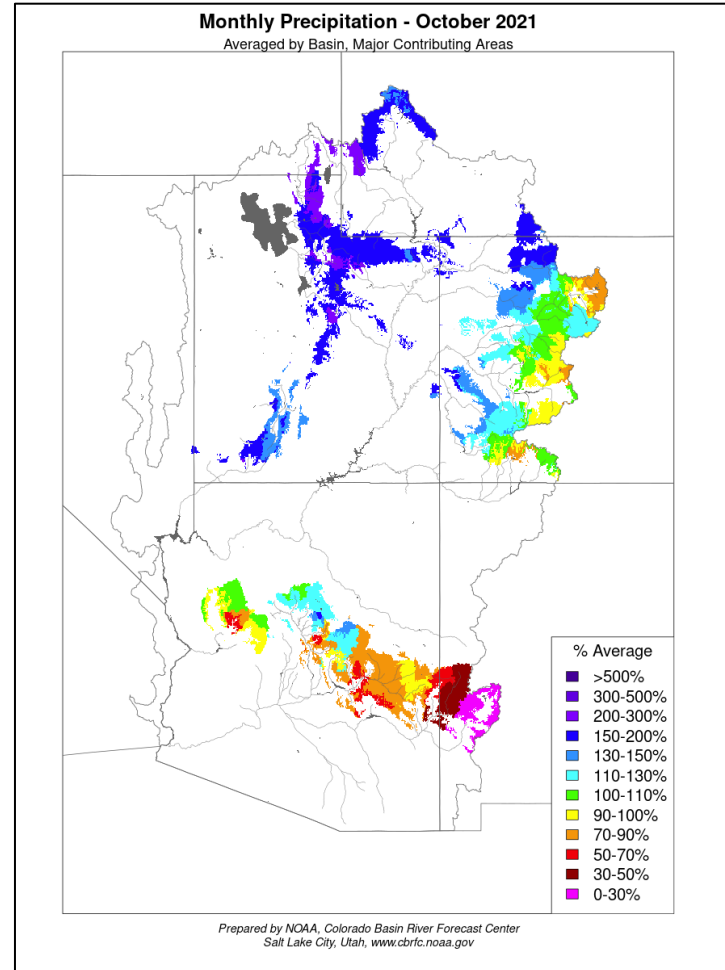 Monthly Precipitation - October 2021
Averaged by Basin, Major Contributing Areas
% Average
>500%
300-500%
200-300%
150-200%
130-150%
110-130%
100-110%
90-100%
70-90%
50-70%
30-50%
0-30%
Prepared by NOAA, Colorado Basin River Forecast Center
Salt Lake City, Utah, www.cbrfc.noaa.gov